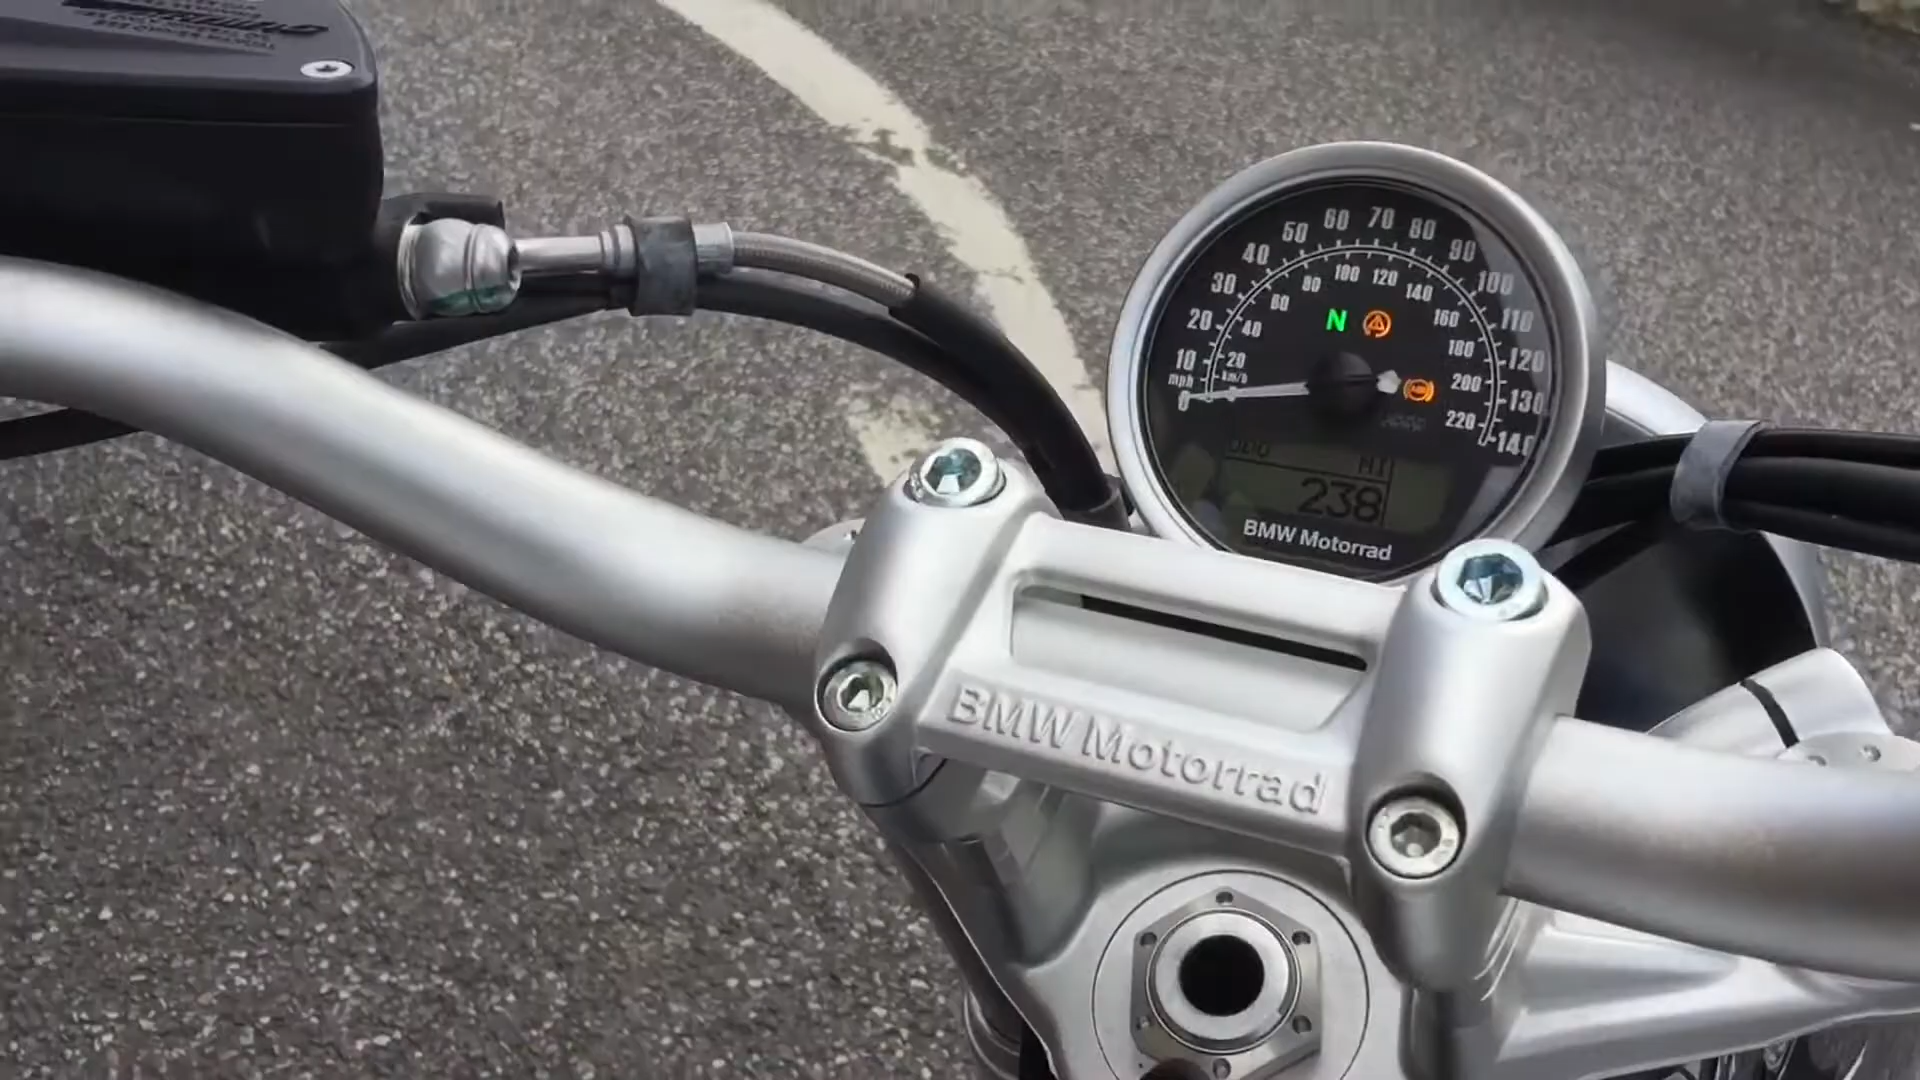 50 60 70 80
40 90
30 100
20 110
10 120
mph 130
0 140
20 40 60 80 100 120 140 160 180 200 220
km/h
N
ABS
238
BMW Motorrad
BMW Motorrad